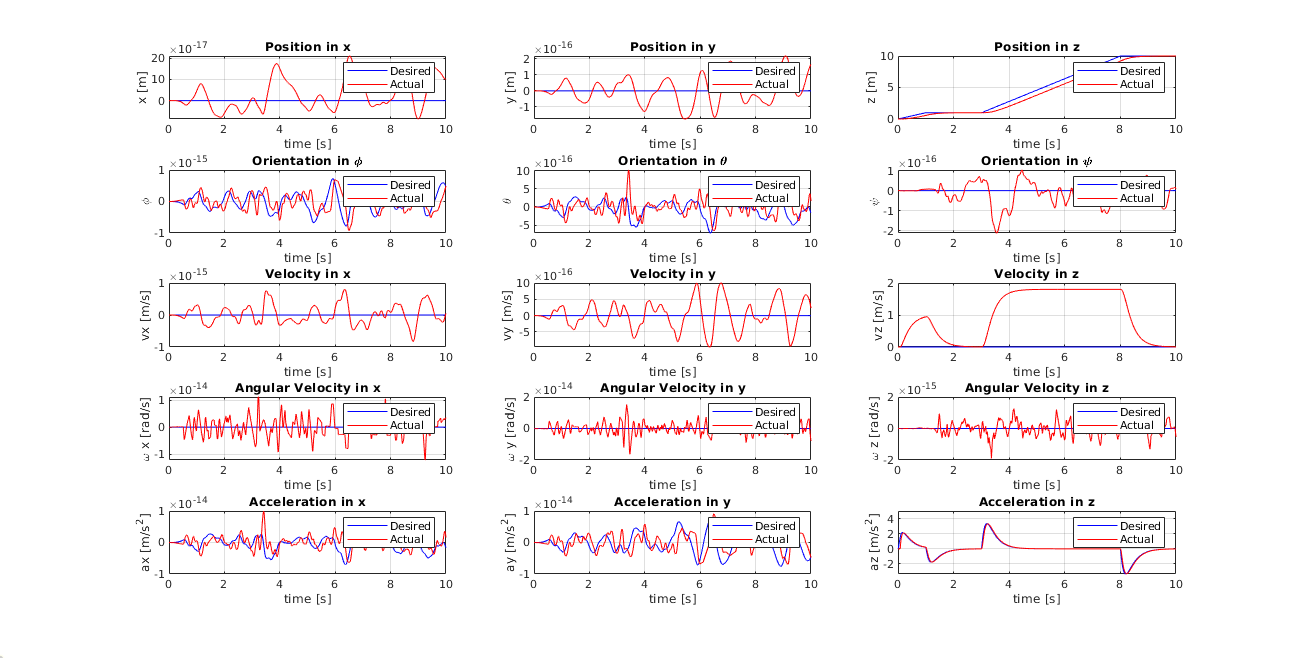 Position in x
×10⁻¹⁷
20
10
0
x [m]
Desired
Actual
0 2 4 6 8 10
time [s]
Position in y
×10⁻¹⁶
2
1
0
-1
y [m]
Desired
Actual
0 2 4 6 8 10
time [s]
Position in z
10
5
0
z [m]
Desired
Actual
0 2 4 6 8 10
time [s]
Orientation in ϕ
×10⁻¹⁵
1
0
-1
ϕ
Desired
Actual
0 2 4 6 8 10
time [s]
Orientation in θ
×10⁻¹⁶
10
5
0
-5
θ
Desired
Actual
0 2 4 6 8 10
time [s]
Orientation in ψ
×10⁻¹⁶
1
0
-1
-2
ψ
Desired
Actual
0 2 4 6 8 10
time [s]
Velocity in x
×10⁻¹⁵
1
0
-1
vx [m/s]
0 2 4 6 8 10
time [s]
Velocity in y
×10⁻¹⁶
10
5
0
-5
vy [m/s]
0 2 4 6 8 10
time [s]
Velocity in z
2
1
0
vz [m/s]
0 2 4 6 8 10
time [s]
Angular Velocity in x
×10⁻¹⁴
1
0
-1
ω x [rad/s]
Desired
Actual
0 2 4 6 8 10
time [s]
Angular Velocity in y
×10⁻¹⁴
2
0
-2
ω y [rad/s]
Desired
Actual
0 2 4 6 8 10
time [s]
Angular Velocity in z
×10⁻¹⁵
2
0
-2
ω z [rad/s]
Desired
Actual
0 2 4 6 8 10
time [s]
Acceleration in x
×10⁻¹⁴
1
0
-1
ax [m/s²]
Desired
Actual
0 2 4 6 8 10
time [s]
Acceleration in y
×10⁻¹⁴
1
0
-1
ay [m/s²]
Desired
Actual
0 2 4 6 8 10
time [s]
Acceleration in z
4
2
0
-2
az [m/s²]
Desired
Actual
0 2 4 6 8 10
time [s]